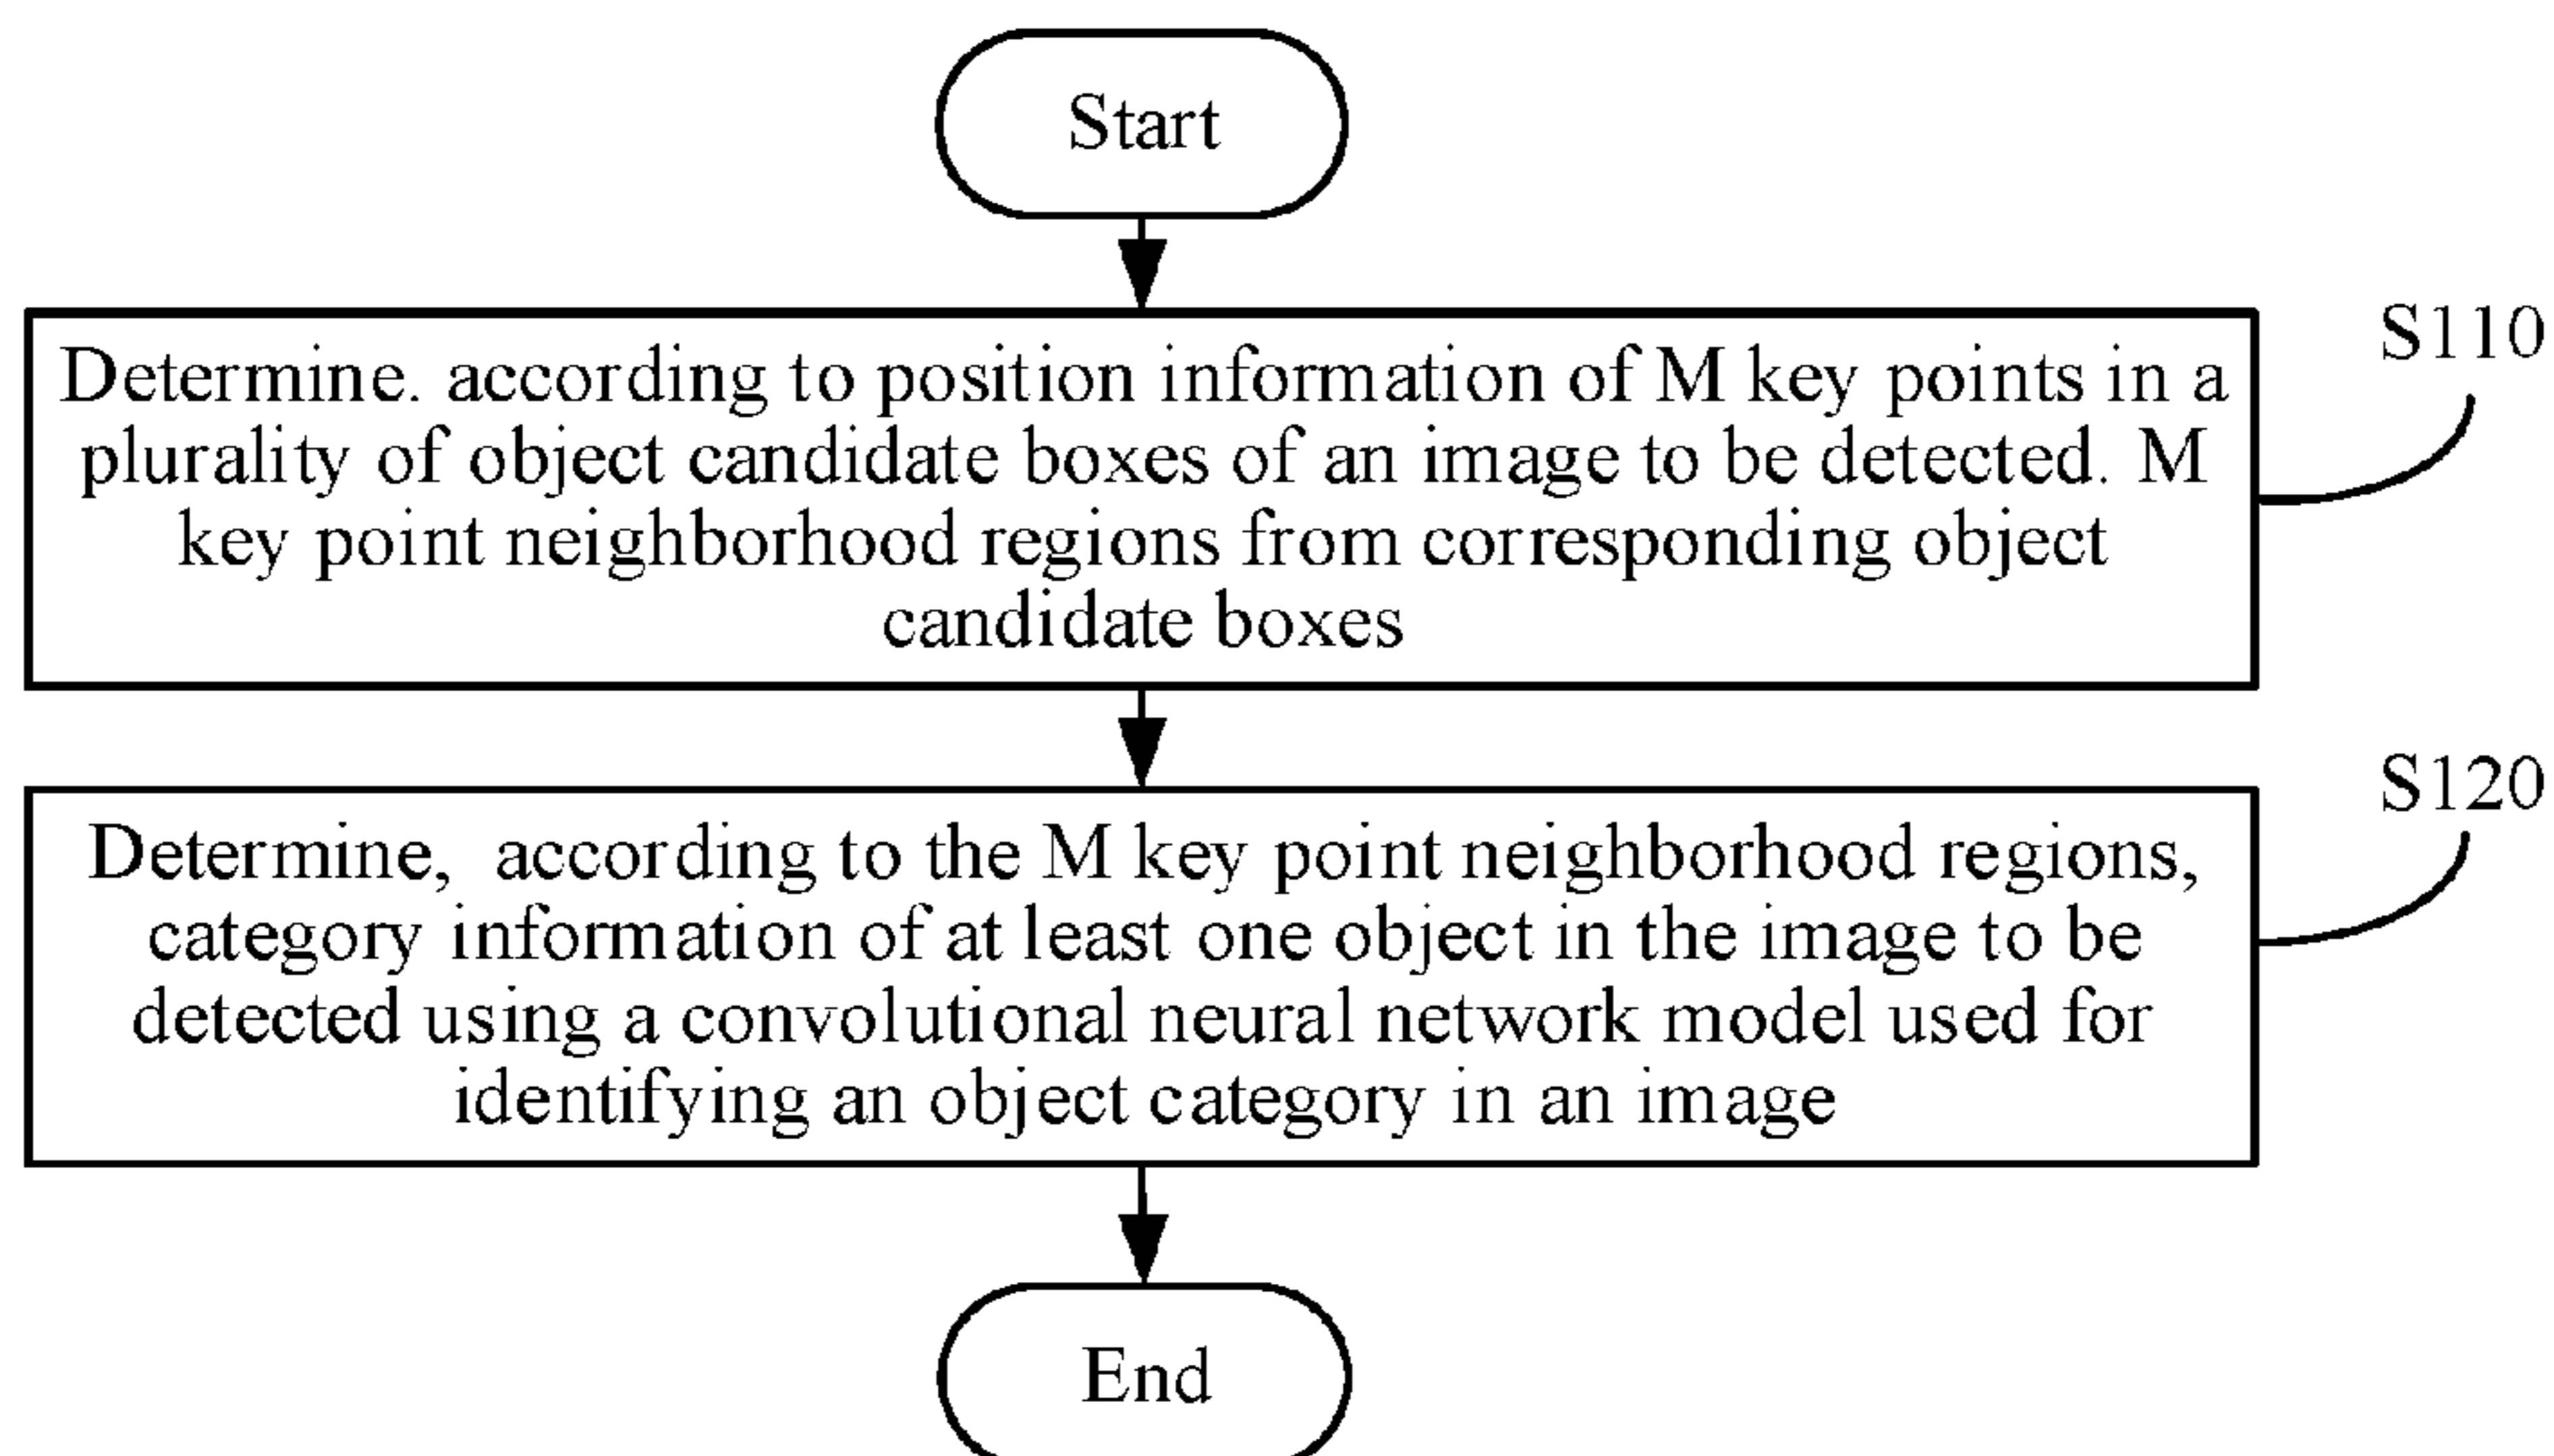 Start
S110
Determine. according to position information of M key points in a
plurality of object candidate boxes of an image to be detected. M
key point neighborhood regions from corresponding object
candidate boxes
S120
Determine, according to the M key point neighborhood regions,
category information of at least one object in the image to be
detected using a convolutional neural network model used for
identifying an object category in an image
End